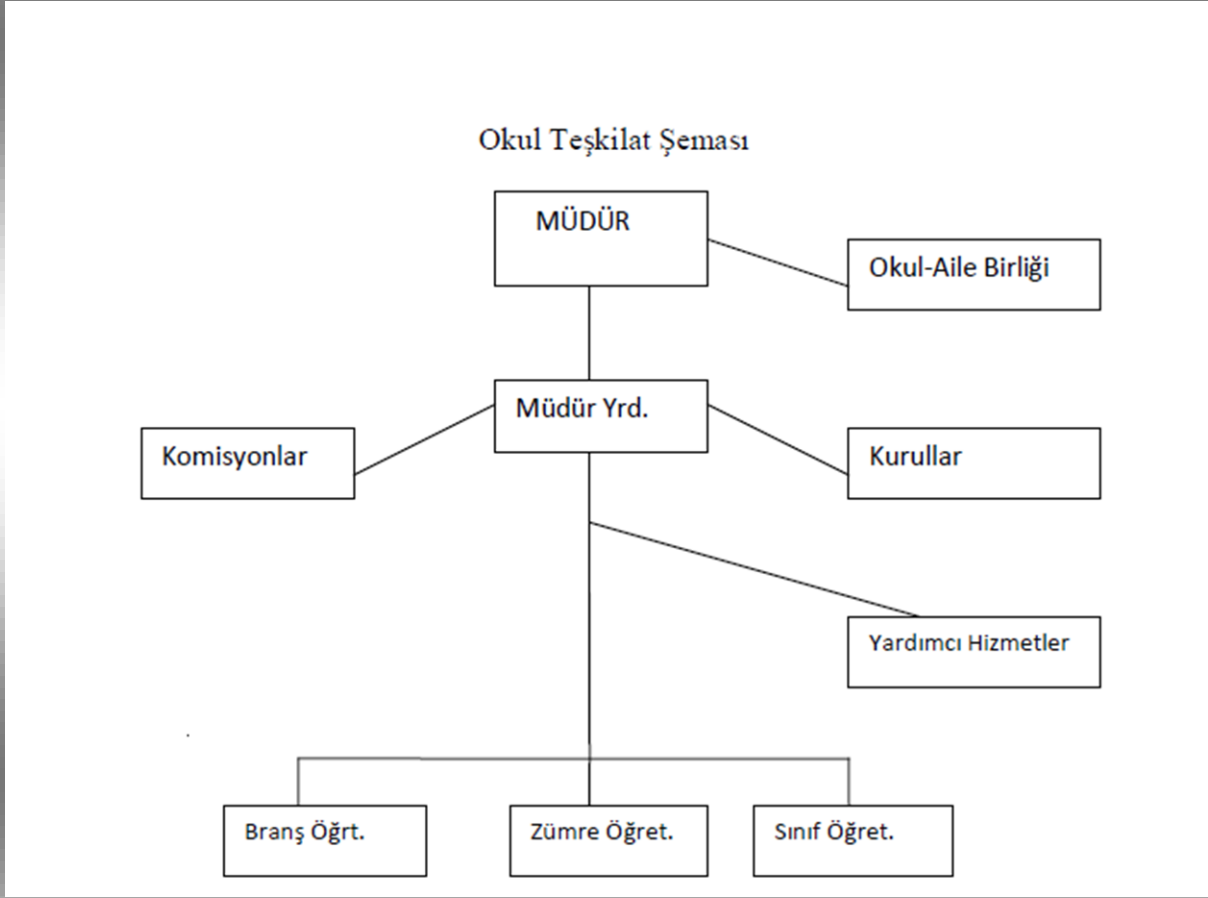 Okul Teşkilat Şeması
MÜDÜR
Okul-Aile Birliği
Müdür Yrd.
Komisyonlar
Kurullar
Yardımcı Hizmetler
Branş Öğrt.
Zümre Öğret.
Sınıf Öğret.